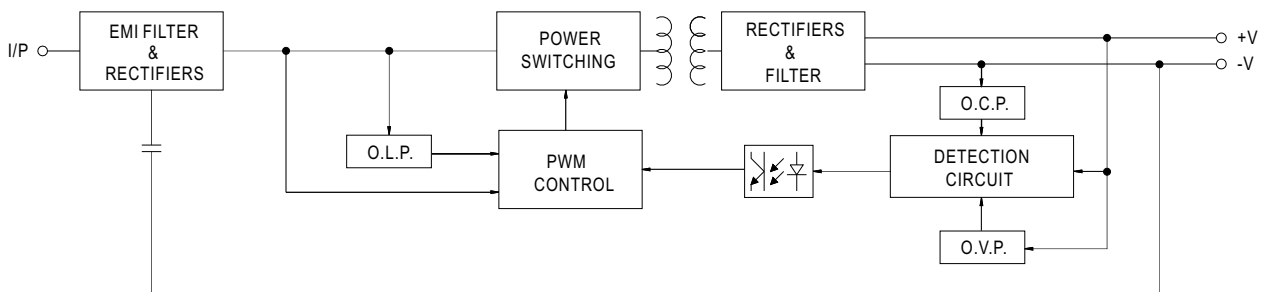 I/P
EMI FILTER
&
RECTIFIERS
POWER
SWITCHING
RECTIFIERS
&
FILTER
+V
-V
O.C.P.
O.L.P.
PWM
CONTROL
DETECTION
CIRCUIT
O.V.P.